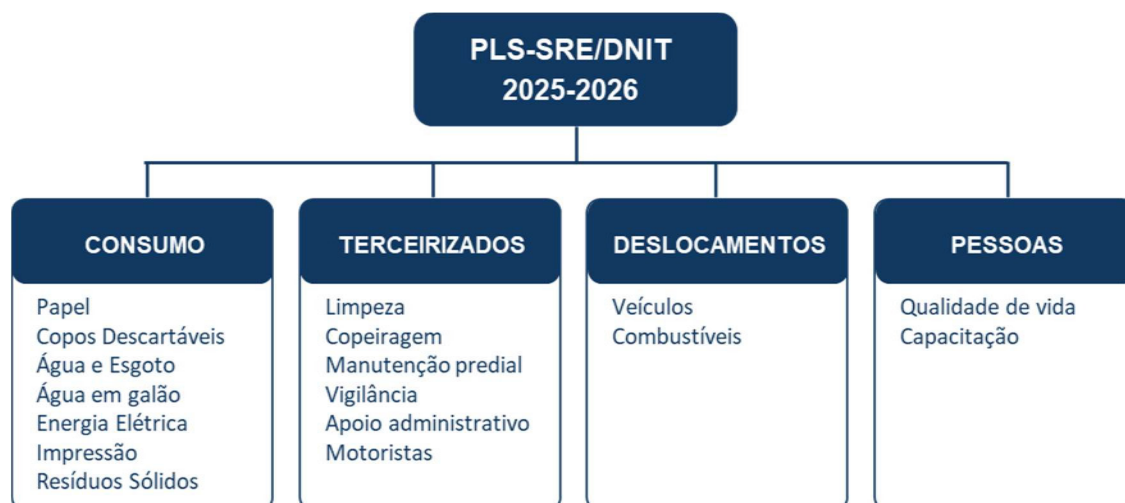 PLS-SRE/DNIT
2025-2026
CONSUMO
Papel
Copos Descartáveis
Água e Esgoto
Água em galão
Energia Elétrica
Impressão
Resíduos Sólidos
TERCEIRIZADOS
Limpeza
Copeiragem
Manutenção predial
Vigilância
Apoio administrativo
Motoristas
DESLOCAMENTOS
Veículos
Combustíveis
PESSOAS
Qualidade de vida
Capacitação